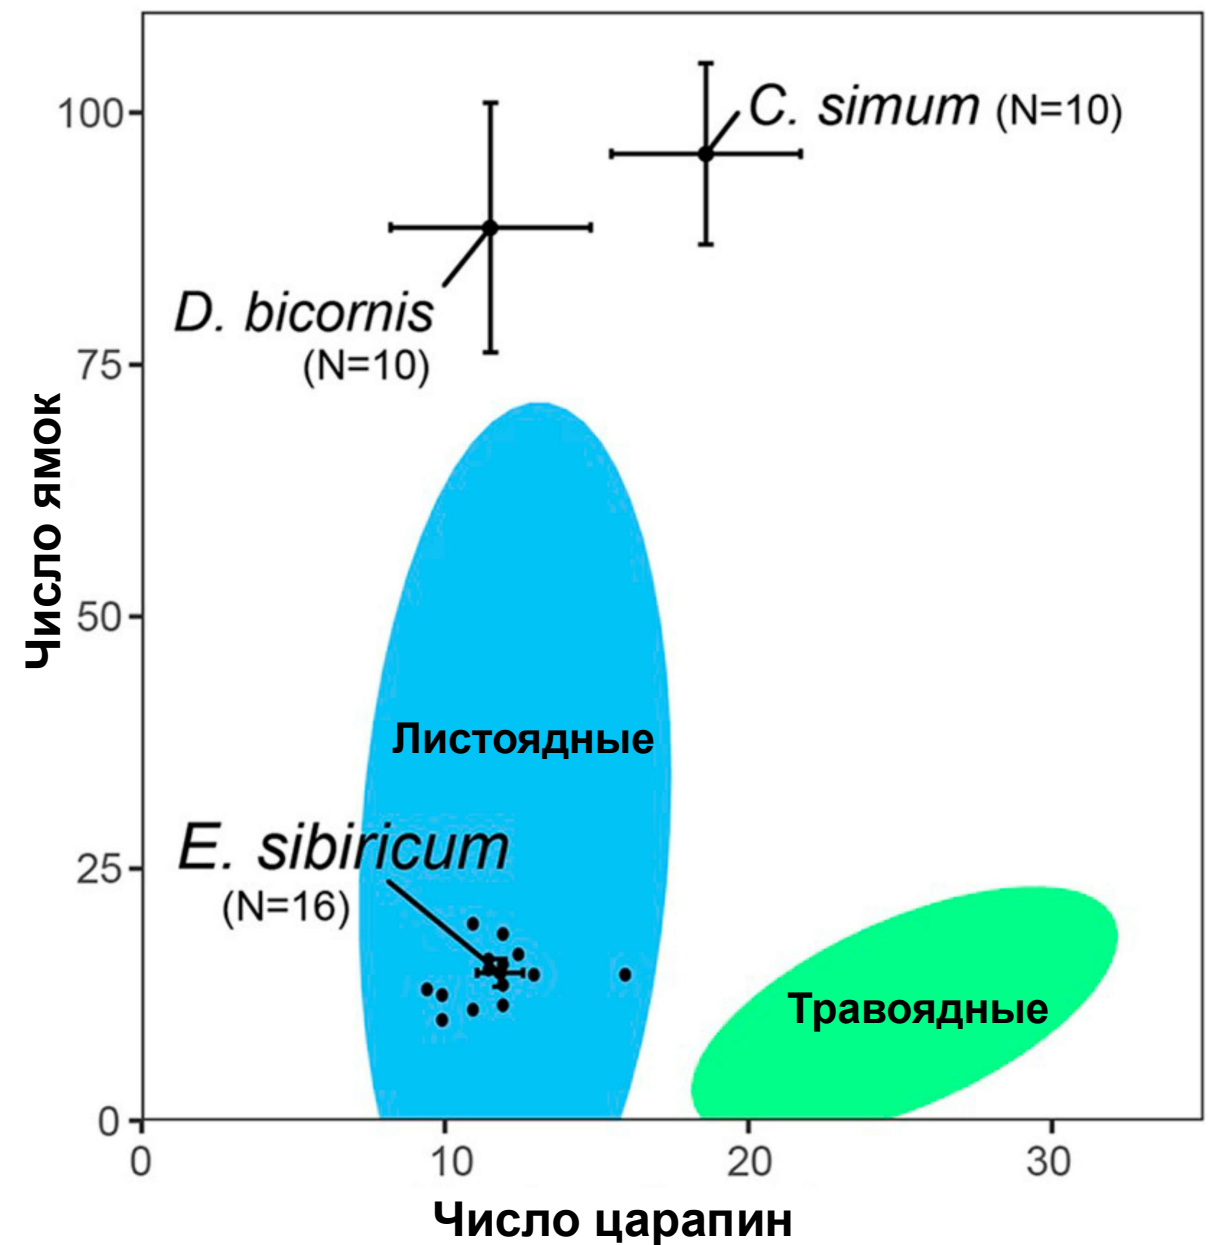 100
75
50
25
0
Число ямок
C. simum (N=10)
D. bicornis
(N=10)
Листоядные
E. sibiricum
(N=16)
Травоядные
0 10 20 30
Число царапин